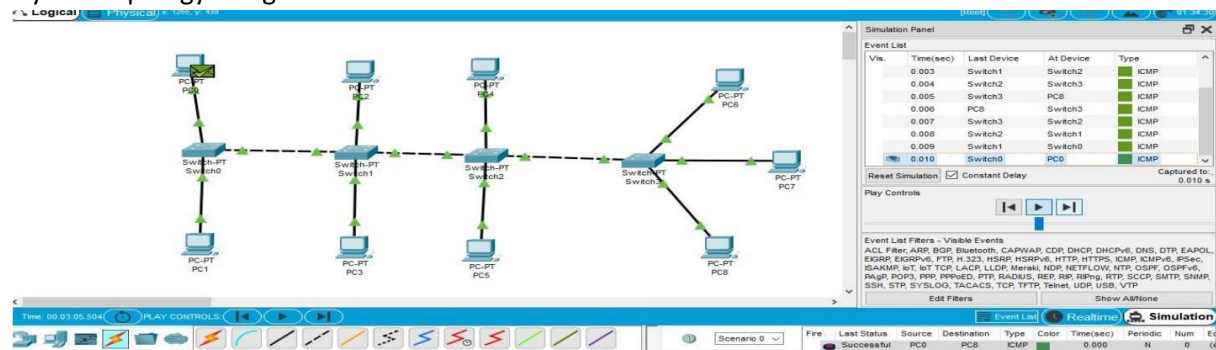 Logical Physical x: 1255, y: 439
[Root] 01:34:30
PC-PT
PC0
PC-PT
PC2
PC-PT
PC4
PC-PT
PC6
Switch-PT
Switch0
Switch-PT
Switch1
Switch-PT
Switch2
Switch-PT
Switch3
PC-PT
PC7
PC-PT
PC1
PC-PT
PC3
PC-PT
PC5
PC-PT
PC8
Simulation Panel
Event List
Vis. Time(sec) Last Device At Device Type
0.003 Switch1 Switch2 ICMP
0.004 Switch2 Switch3 ICMP
0.005 Switch3 PC8 ICMP
0.006 PC8 Switch3 ICMP
0.007 Switch3 Switch2 ICMP
0.008 Switch2 Switch1 ICMP
0.009 Switch1 Switch0 ICMP
0.010 Switch0 PC0 ICMP
Reset Simulation Constant Delay Captured to:
0.010 s
Play Controls
Event List Filters - Visible Events
ACL Filter, ARP, BGP, Bluetooth, CAPWAP, CDP, DHCP, DHCPv6, DNS, DTP, EAPOL,
EIGRP, EIGRPv6, FTP, H.323, HSRP, HSRPv6, HTTP, HTTPS, ICMP, ICMPv6, IPSec,
ISAKMP, IoT, IoT TCP, LACP, LLDP, Meraki, NDP, NETFLOW, NTP, OSPF, OSPFv6,
PAgP, POP3, PPP, PPPoED, PTP, RADIUS, REP, RIP, RIPng, RTP, SCCP, SMTP, SNMP,
SSH, STP, SYSLOG, TACACS, TCP, TFTP, Telnet, UDP, USB, VTP
Edit Filters Show All/None
Time: 00:03:05.504 PLAY CONTROLS:
Event List Realtime Simulation
Scenario 0
Fire Last Status Source Destination Type Color Time(sec) Periodic Num
Successful PC0 PC8 ICMP 0.000 N 0